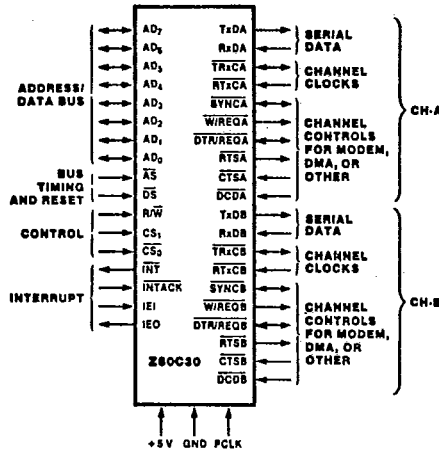 AD7 TxDA
AD6 RxDA
AD5 TRxCA
AD4 RTxCA
AD3 SYNCA
AD2 W/REQA
AD1 DTR/REQA
AD0 RTSA
AS CTSA
DS DCDA
R/W TxDB
CS1 RxDB
CS0 TRxCB
INT RTxCB
INTACK SYNCB
IEI W/REQB
IEO DTR/REQB
RTSB
Z80C30 CTSB
DCDB
ADDRESS/
DATA BUS
BUS
TIMING
AND RESET
CONTROL
INTERRUPT
SERIAL
DATA
CHANNEL
CLOCKS
CHANNEL
CONTROLS
FOR MODEM,
DMA, OR
OTHER
CH-A
SERIAL
DATA
CHANNEL
CLOCKS
CHANNEL
CONTROLS
FOR MODEM,
DMA, OR
OTHER
CH-B
+5V GND PCLK